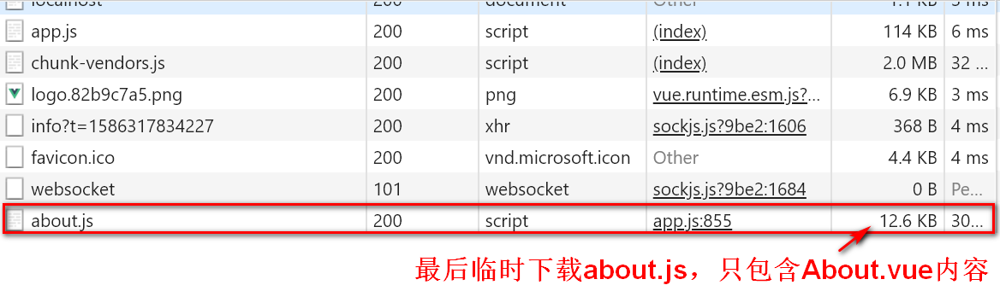 localhost 200 document Other 1.1 KB 5 ms
app.js 200 script (index) 114 KB 6 ms
chunk-vendors.js 200 script (index) 2.0 MB 32 ...
logo.82b9c7a5.png 200 png vue.runtime.esm.js?... 6.9 KB 3 ms
info?t=1586317834227 200 xhr sockjs.js?9be2:1606 368 B 4 ms
favicon.ico 200 vnd.microsoft.icon Other 4.4 KB 4 ms
websocket 101 websocket sockjs.js?9be2:1684 0 B Pe...
about.js 200 script app.js:855 12.6 KB 30...
最后临时下载about.js，只包含About.vue内容